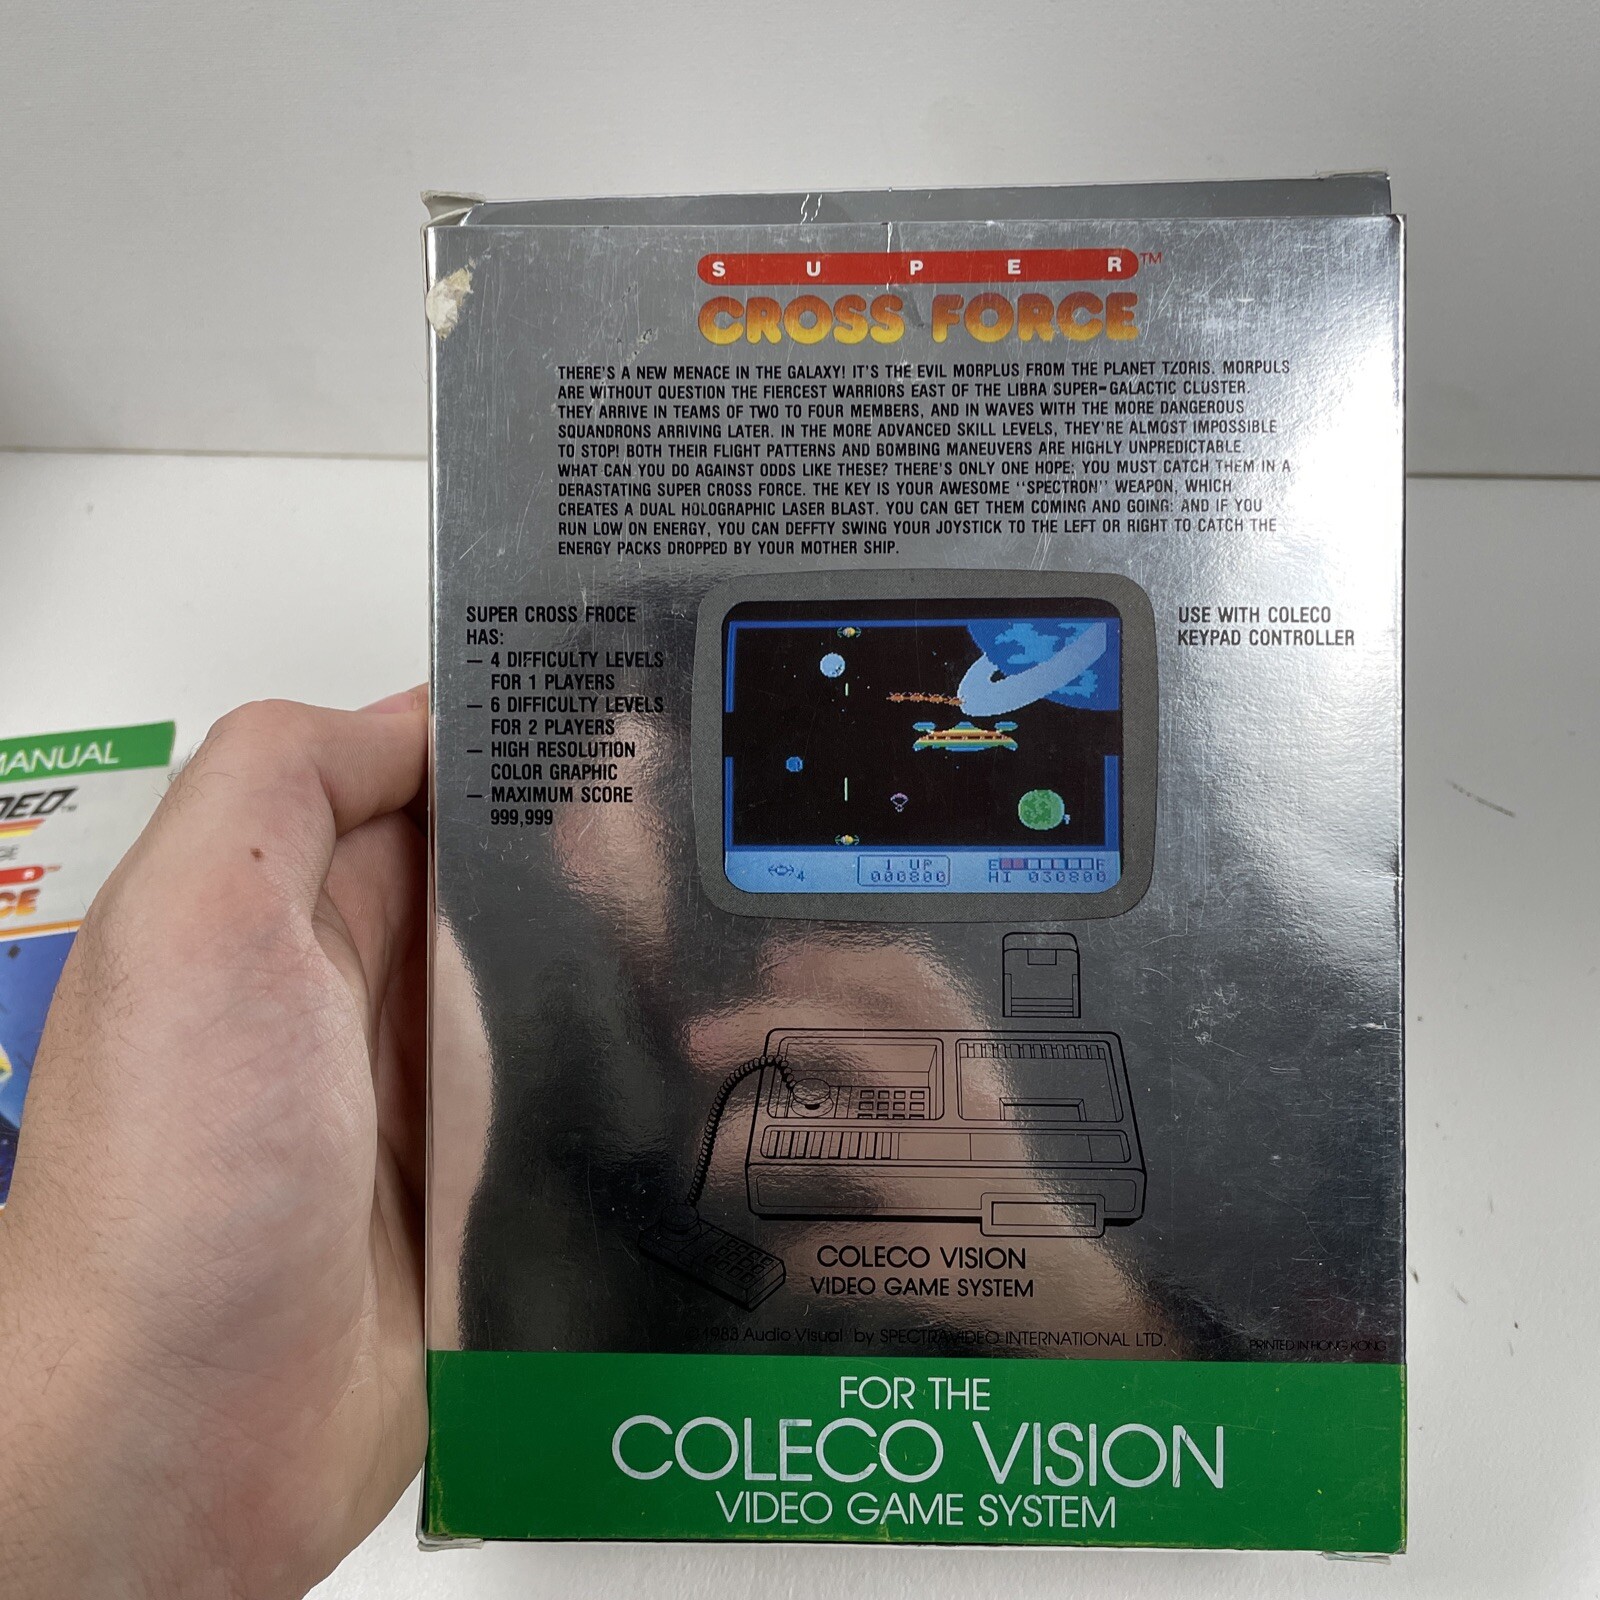 SUPER™
CROSS FORCE
THERE'S A NEW MENACE IN THE GALAXY! IT'S THE EVIL MORPLUS FROM THE PLANET TZORIS. MORPULS
ARE WITHOUT QUESTION THE FIERCEST WARRIORS EAST OF THE LIBRA SUPER-GALACTIC CLUSTER.
THEY ARRIVE IN TEAMS OF TWO TO FOUR MEMBERS, AND IN WAVES WITH THE MORE DANGEROUS
SQUANDRONS ARRIVING LATER. IN THE MORE ADVANCED SKILL LEVELS, THEY'RE ALMOST IMPOSSIBLE
TO STOP! BOTH THEIR FLIGHT PATTERNS AND BOMBING MANEUVERS ARE HIGHLY UNPREDICTABLE.
WHAT CAN YOU DO AGAINST ODDS LIKE THESE? THERE'S ONLY ONE HOPE; YOU MUST CATCH THEM IN A
DERASTATING SUPER CROSS FORCE. THE KEY IS YOUR AWESOME "SPECTRON" WEAPON, WHICH
CREATES A DUAL HOLOGRAPHIC LASER BLAST. YOU CAN GET THEM COMING AND GOING: AND IF YOU
RUN LOW ON ENERGY, YOU CAN DEFFTY SWING YOUR JOYSTICK TO THE LEFT OR RIGHT TO CATCH THE
ENERGY PACKS DROPPED BY YOUR MOTHER SHIP.
SUPER CROSS FROCE
HAS:
— 4 DIFFICULTY LEVELS
FOR 1 PLAYERS
— 6 DIFFICULTY LEVELS
FOR 2 PLAYERS
— HIGH RESOLUTION
COLOR GRAPHIC
— MAXIMUM SCORE
999,999
USE WITH COLECO
KEYPAD CONTROLLER
4
1 UP
000800
E F
HI 030800
COLECO VISION
VIDEO GAME SYSTEM
©1983 Audio Visual by SPECTRAVIDEO INTERNATIONAL LTD.
PRINTED IN HONG KONG
FOR THE
COLECO VISION
VIDEO GAME SYSTEM
MANUAL
DEO™
GE
R™
CE